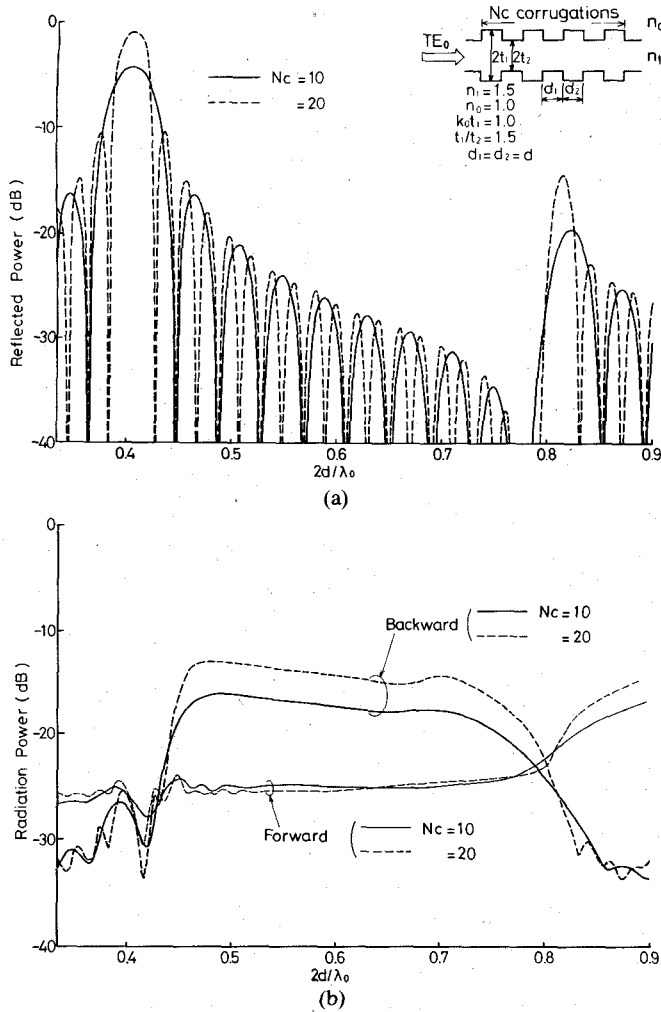 (a)
Nc corrugations
n₀
TE₀
2t₁
2t₂
n₁
d₁
d₂
n₁ = 1.5
n₀ = 1.0
k₀t₁ = 1.0
t₁/t₂ = 1.5
d₁ = d₂ = d
Nc = 10
= 20
Reflected Power (dB)
0
-10
-20
-30
-40
0.4
0.5
0.6
0.7
0.8
0.9
2d/λ₀
(a)
Radiation Power (dB)
0
-10
-20
-30
-40
Backward
Nc = 10
= 20
Forward
Nc = 10
= 20
0.4
0.5
0.6
0.7
0.8
0.9
2d/λ₀
(b)